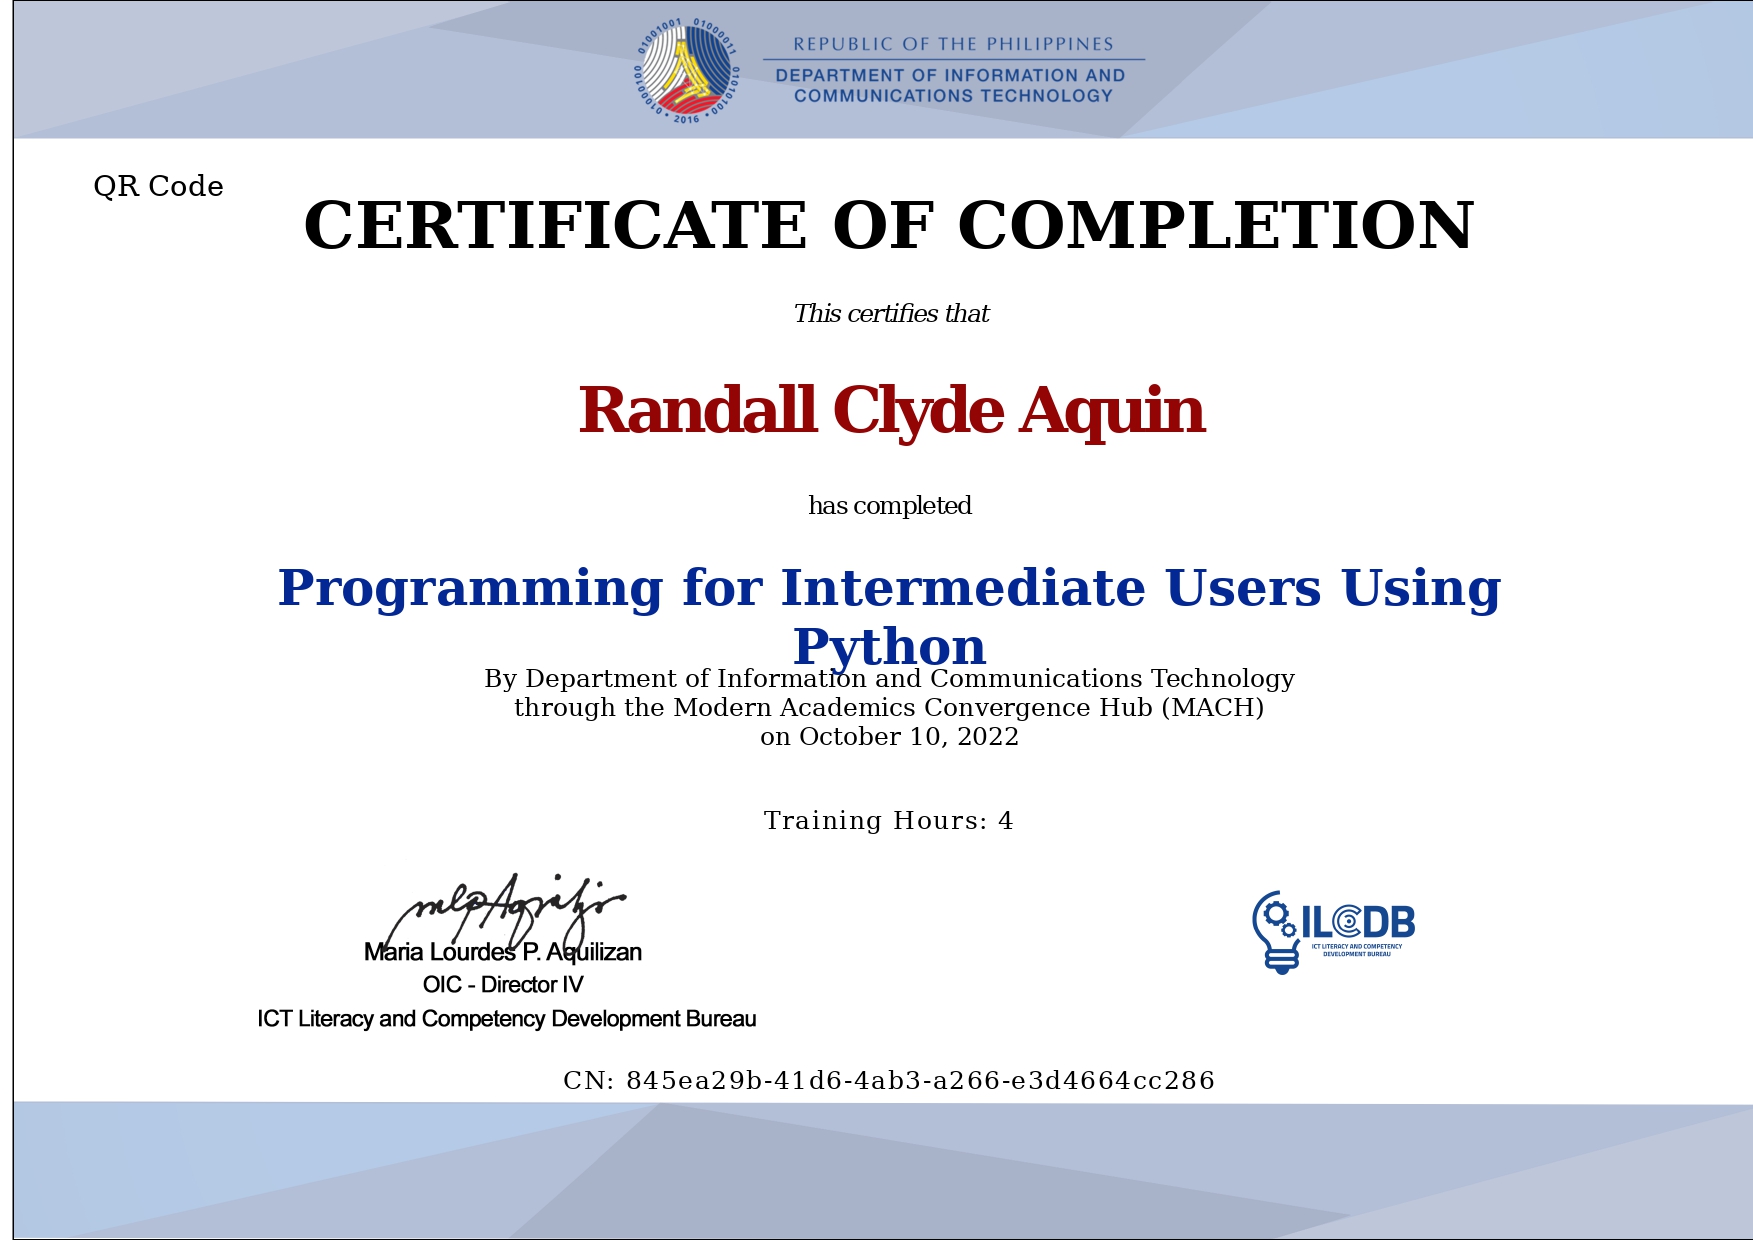 01001001 01000011 01010100 01000100 • 2016 •
REPUBLIC OF THE PHILIPPINES
DEPARTMENT OF INFORMATION AND
COMMUNICATIONS TECHNOLOGY
QR Code
CERTIFICATE OF COMPLETION
This certifies that
Randall Clyde Aquin
has completed
Programming for Intermediate Users Using
Python
By Department of Information and Communications Technology
through the Modern Academics Convergence Hub (MACH)
on October 10, 2022
Training Hours: 4
Maria Lourdes P. Aquilizan
OIC - Director IV
ICT Literacy and Competency Development Bureau
ILCDB
ICT LITERACY AND COMPETENCY
DEVELOPMENT BUREAU
CN: 845ea29b-41d6-4ab3-a266-e3d4664cc286